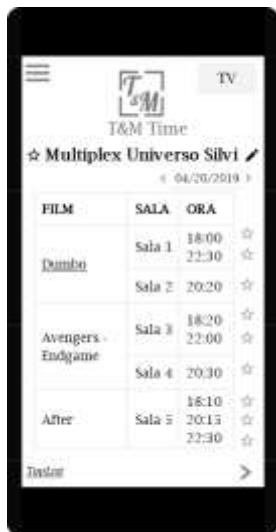 TV
T&M
T&M Time
☆ Multiplex Universo Silvi
< 04/20/2019 >
FILM SALA ORA
Dumbo Sala 1 18:00
22:30
Sala 2 20:20
Avengers - Endgame Sala 3 18:20
22:00
Sala 4 20:30
After Sala 5 18:10
20:15
22:30